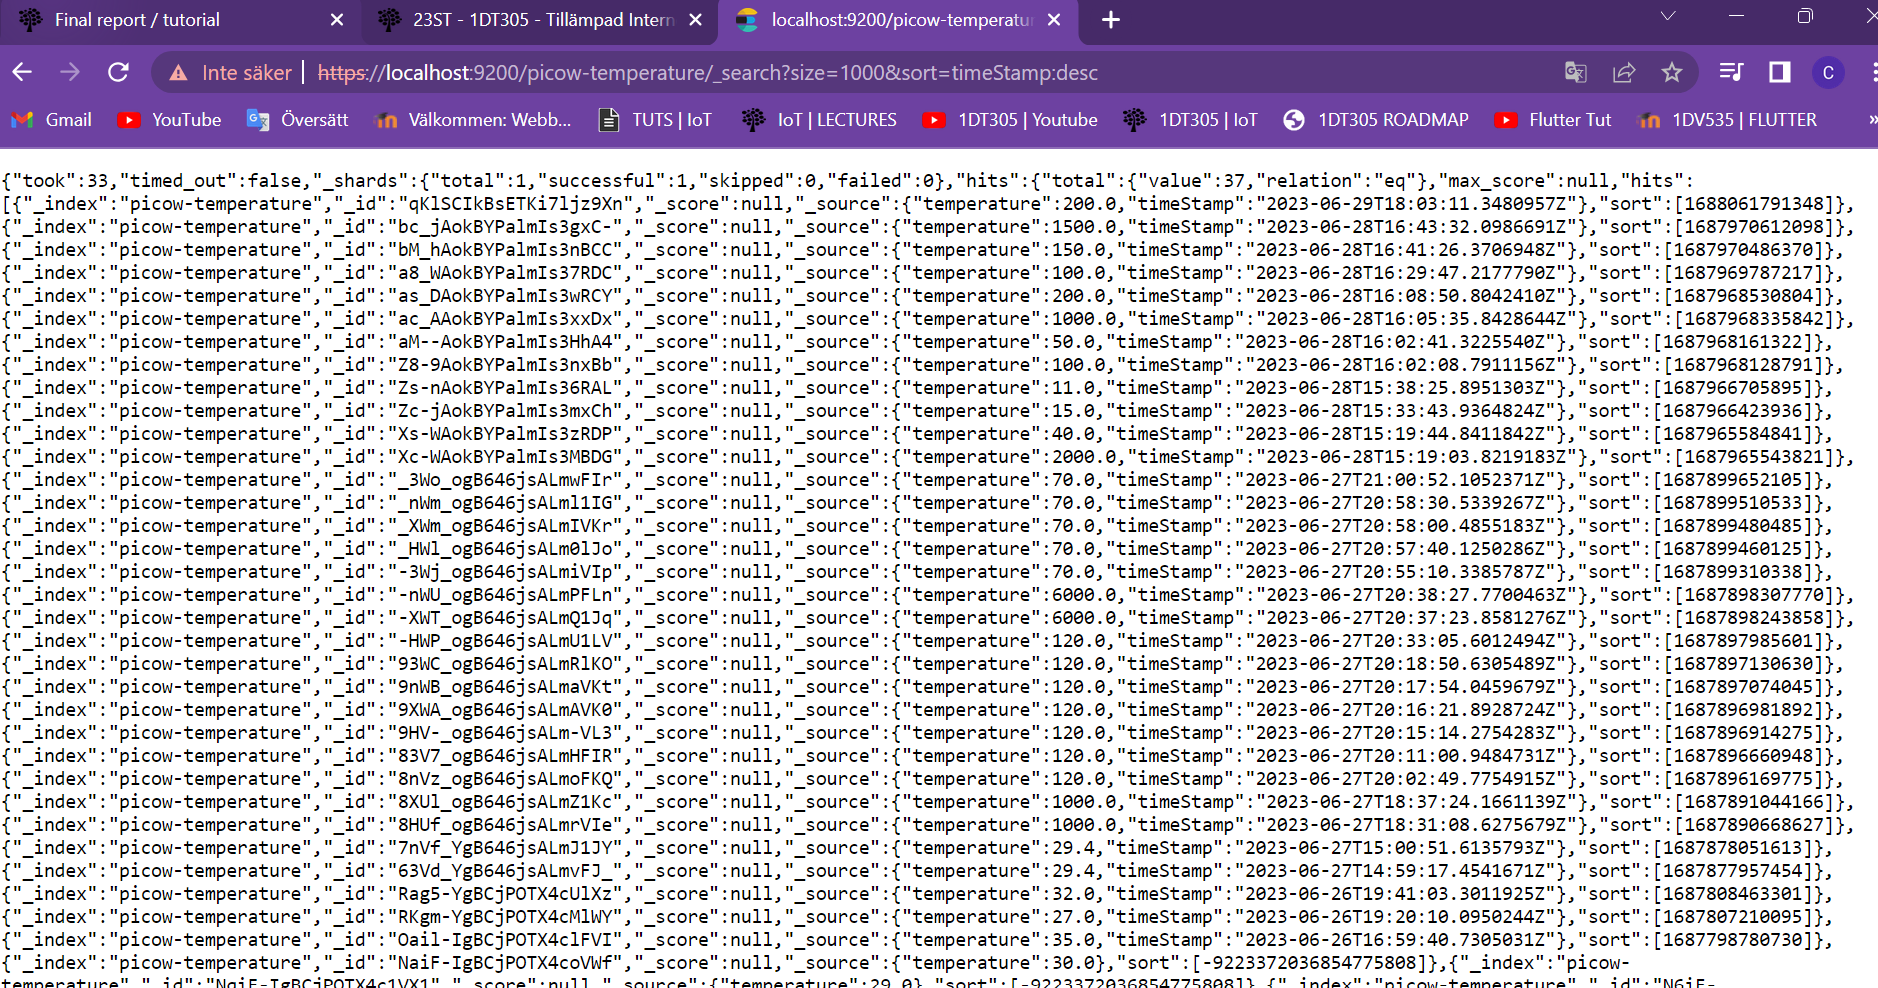 Final report / tutorial
23ST - 1DT305 - Tillämpad Intern
localhost:9200/picow-temperatur
Inte säker https://localhost:9200/picow-temperature/_search?size=1000&sort=timeStamp:desc
C
Gmail YouTube Översätt Välkommen: Webb... TUTS | IoT IoT | LECTURES 1DT305 | Youtube 1DT305 | IoT 1DT305 ROADMAP Flutter Tut 1DV535 | FLUTTER »
{"took":33,"timed_out":false,"_shards":{"total":1,"successful":1,"skipped":0,"failed":0},"hits":{"total":{"value":37,"relation":"eq"},"max_score":null,"hits":
[{"_index":"picow-temperature","_id":"qKlSCIkBsETKi7ljz9Xn","_score":null,"_source":{"temperature":200.0,"timeStamp":"2023-06-29T18:03:11.3480957Z"},"sort":[1688061791348]},
{"_index":"picow-temperature","_id":"bc_jAokBYPalmIs3gxC-","_score":null,"_source":{"temperature":1500.0,"timeStamp":"2023-06-28T16:43:32.0986691Z"},"sort":[1687970612098]},
{"_index":"picow-temperature","_id":"bM_hAokBYPalmIs3nBCC","_score":null,"_source":{"temperature":150.0,"timeStamp":"2023-06-28T16:41:26.3706948Z"},"sort":[1687970486370]},
{"_index":"picow-temperature","_id":"a8_WAokBYPalmIs37RDC","_score":null,"_source":{"temperature":100.0,"timeStamp":"2023-06-28T16:29:47.2177790Z"},"sort":[1687969787217]},
{"_index":"picow-temperature","_id":"as_DAokBYPalmIs3wRCY","_score":null,"_source":{"temperature":200.0,"timeStamp":"2023-06-28T16:08:50.8042410Z"},"sort":[1687968530804]},
{"_index":"picow-temperature","_id":"ac_AAokBYPalmIs3xxDx","_score":null,"_source":{"temperature":1000.0,"timeStamp":"2023-06-28T16:05:35.8428644Z"},"sort":[1687968335842]},
{"_index":"picow-temperature","_id":"aM--AokBYPalmIs3HhA4","_score":null,"_source":{"temperature":50.0,"timeStamp":"2023-06-28T16:02:41.3225540Z"},"sort":[1687968161322]},
{"_index":"picow-temperature","_id":"Z8-9AokBYPalmIs3nxBb","_score":null,"_source":{"temperature":100.0,"timeStamp":"2023-06-28T16:02:08.7911156Z"},"sort":[1687968128791]},
{"_index":"picow-temperature","_id":"Zs-nAokBYPalmIs36RAL","_score":null,"_source":{"temperature":11.0,"timeStamp":"2023-06-28T15:38:25.8951303Z"},"sort":[1687966705895]},
{"_index":"picow-temperature","_id":"Zc-jAokBYPalmIs3mxCh","_score":null,"_source":{"temperature":15.0,"timeStamp":"2023-06-28T15:33:43.9364824Z"},"sort":[1687966423936]},
{"_index":"picow-temperature","_id":"Xs-WAokBYPalmIs3zRDP","_score":null,"_source":{"temperature":40.0,"timeStamp":"2023-06-28T15:19:44.8411842Z"},"sort":[1687965584841]},
{"_index":"picow-temperature","_id":"Xc-WAokBYPalmIs3MBDG","_score":null,"_source":{"temperature":2000.0,"timeStamp":"2023-06-28T15:19:03.8219183Z"},"sort":[1687965543821]},
{"_index":"picow-temperature","_id":"_3Wo_ogB646jsALmwFIr","_score":null,"_source":{"temperature":70.0,"timeStamp":"2023-06-27T21:00:52.1052371Z"},"sort":[1687899652105]},
{"_index":"picow-temperature","_id":"_nWm_ogB646jsALml1IG","_score":null,"_source":{"temperature":70.0,"timeStamp":"2023-06-27T20:58:30.5339267Z"},"sort":[1687899510533]},
{"_index":"picow-temperature","_id":"_XWm_ogB646jsALmIVKr","_score":null,"_source":{"temperature":70.0,"timeStamp":"2023-06-27T20:58:00.4855183Z"},"sort":[1687899480485]},
{"_index":"picow-temperature","_id":"_HWl_ogB646jsALm0lJo","_score":null,"_source":{"temperature":70.0,"timeStamp":"2023-06-27T20:57:40.1250286Z"},"sort":[1687899460125]},
{"_index":"picow-temperature","_id":"-3Wj_ogB646jsALmiVIp","_score":null,"_source":{"temperature":70.0,"timeStamp":"2023-06-27T20:55:10.3385787Z"},"sort":[1687899310338]},
{"_index":"picow-temperature","_id":"-nWU_ogB646jsALmPFLn","_score":null,"_source":{"temperature":6000.0,"timeStamp":"2023-06-27T20:38:27.7700463Z"},"sort":[1687898307770]},
{"_index":"picow-temperature","_id":"-XWT_ogB646jsALmQ1Jq","_score":null,"_source":{"temperature":6000.0,"timeStamp":"2023-06-27T20:37:23.8581276Z"},"sort":[1687898243858]},
{"_index":"picow-temperature","_id":"-HWP_ogB646jsALmU1LV","_score":null,"_source":{"temperature":120.0,"timeStamp":"2023-06-27T20:33:05.6012494Z"},"sort":[1687897985601]},
{"_index":"picow-temperature","_id":"93WC_ogB646jsALmRlKO","_score":null,"_source":{"temperature":120.0,"timeStamp":"2023-06-27T20:18:50.6305489Z"},"sort":[1687897130630]},
{"_index":"picow-temperature","_id":"9nWB_ogB646jsALmaVKt","_score":null,"_source":{"temperature":120.0,"timeStamp":"2023-06-27T20:17:54.0459679Z"},"sort":[1687897074045]},
{"_index":"picow-temperature","_id":"9XWA_ogB646jsALmAVK0","_score":null,"_source":{"temperature":120.0,"timeStamp":"2023-06-27T20:16:21.8928724Z"},"sort":[1687896981892]},
{"_index":"picow-temperature","_id":"9HV-_ogB646jsALm-VL3","_score":null,"_source":{"temperature":120.0,"timeStamp":"2023-06-27T20:15:14.2754283Z"},"sort":[1687896914275]},
{"_index":"picow-temperature","_id":"83V7_ogB646jsALmHFIR","_score":null,"_source":{"temperature":120.0,"timeStamp":"2023-06-27T20:11:00.9484731Z"},"sort":[1687896660948]},
{"_index":"picow-temperature","_id":"8nVz_ogB646jsALmoFKQ","_score":null,"_source":{"temperature":120.0,"timeStamp":"2023-06-27T20:02:49.7754915Z"},"sort":[1687896169775]},
{"_index":"picow-temperature","_id":"8XUl_ogB646jsALmZ1Kc","_score":null,"_source":{"temperature":1000.0,"timeStamp":"2023-06-27T18:37:24.1661139Z"},"sort":[1687891044166]},
{"_index":"picow-temperature","_id":"8HUf_ogB646jsALmrVIe","_score":null,"_source":{"temperature":1000.0,"timeStamp":"2023-06-27T18:31:08.6275679Z"},"sort":[1687890668627]},
{"_index":"picow-temperature","_id":"7nVf_YgB646jsALmJ1JY","_score":null,"_source":{"temperature":29.4,"timeStamp":"2023-06-27T15:00:51.6135793Z"},"sort":[1687878051613]},
{"_index":"picow-temperature","_id":"63Vd_YgB646jsALmvFJ_","_score":null,"_source":{"temperature":29.4,"timeStamp":"2023-06-27T14:59:17.4541671Z"},"sort":[1687877957454]},
{"_index":"picow-temperature","_id":"Rag5-YgBCjPOTX4cUlXz","_score":null,"_source":{"temperature":32.0,"timeStamp":"2023-06-26T19:41:03.3011925Z"},"sort":[1687808463301]},
{"_index":"picow-temperature","_id":"RKgm-YgBCjPOTX4cMlWY","_score":null,"_source":{"temperature":27.0,"timeStamp":"2023-06-26T19:20:10.0950244Z"},"sort":[1687807210095]},
{"_index":"picow-temperature","_id":"Oail-IgBCjPOTX4clFVI","_score":null,"_source":{"temperature":35.0,"timeStamp":"2023-06-26T16:59:40.7305031Z"},"sort":[1687798780730]},
{"_index":"picow-temperature","_id":"NaiF-IgBCjPOTX4coVWf","_score":null,"_source":{"temperature":30.0},"sort":[-9223372036854775808]},{"_index":"picow-
temperature","_id":"NqiF-IgBCjPOTX4c1VX1","_score":null,"_source":{"temperature":29.0},"sort":[-9223372036854775808]},{"_index":"picow-temperature","_id":"N6iF-